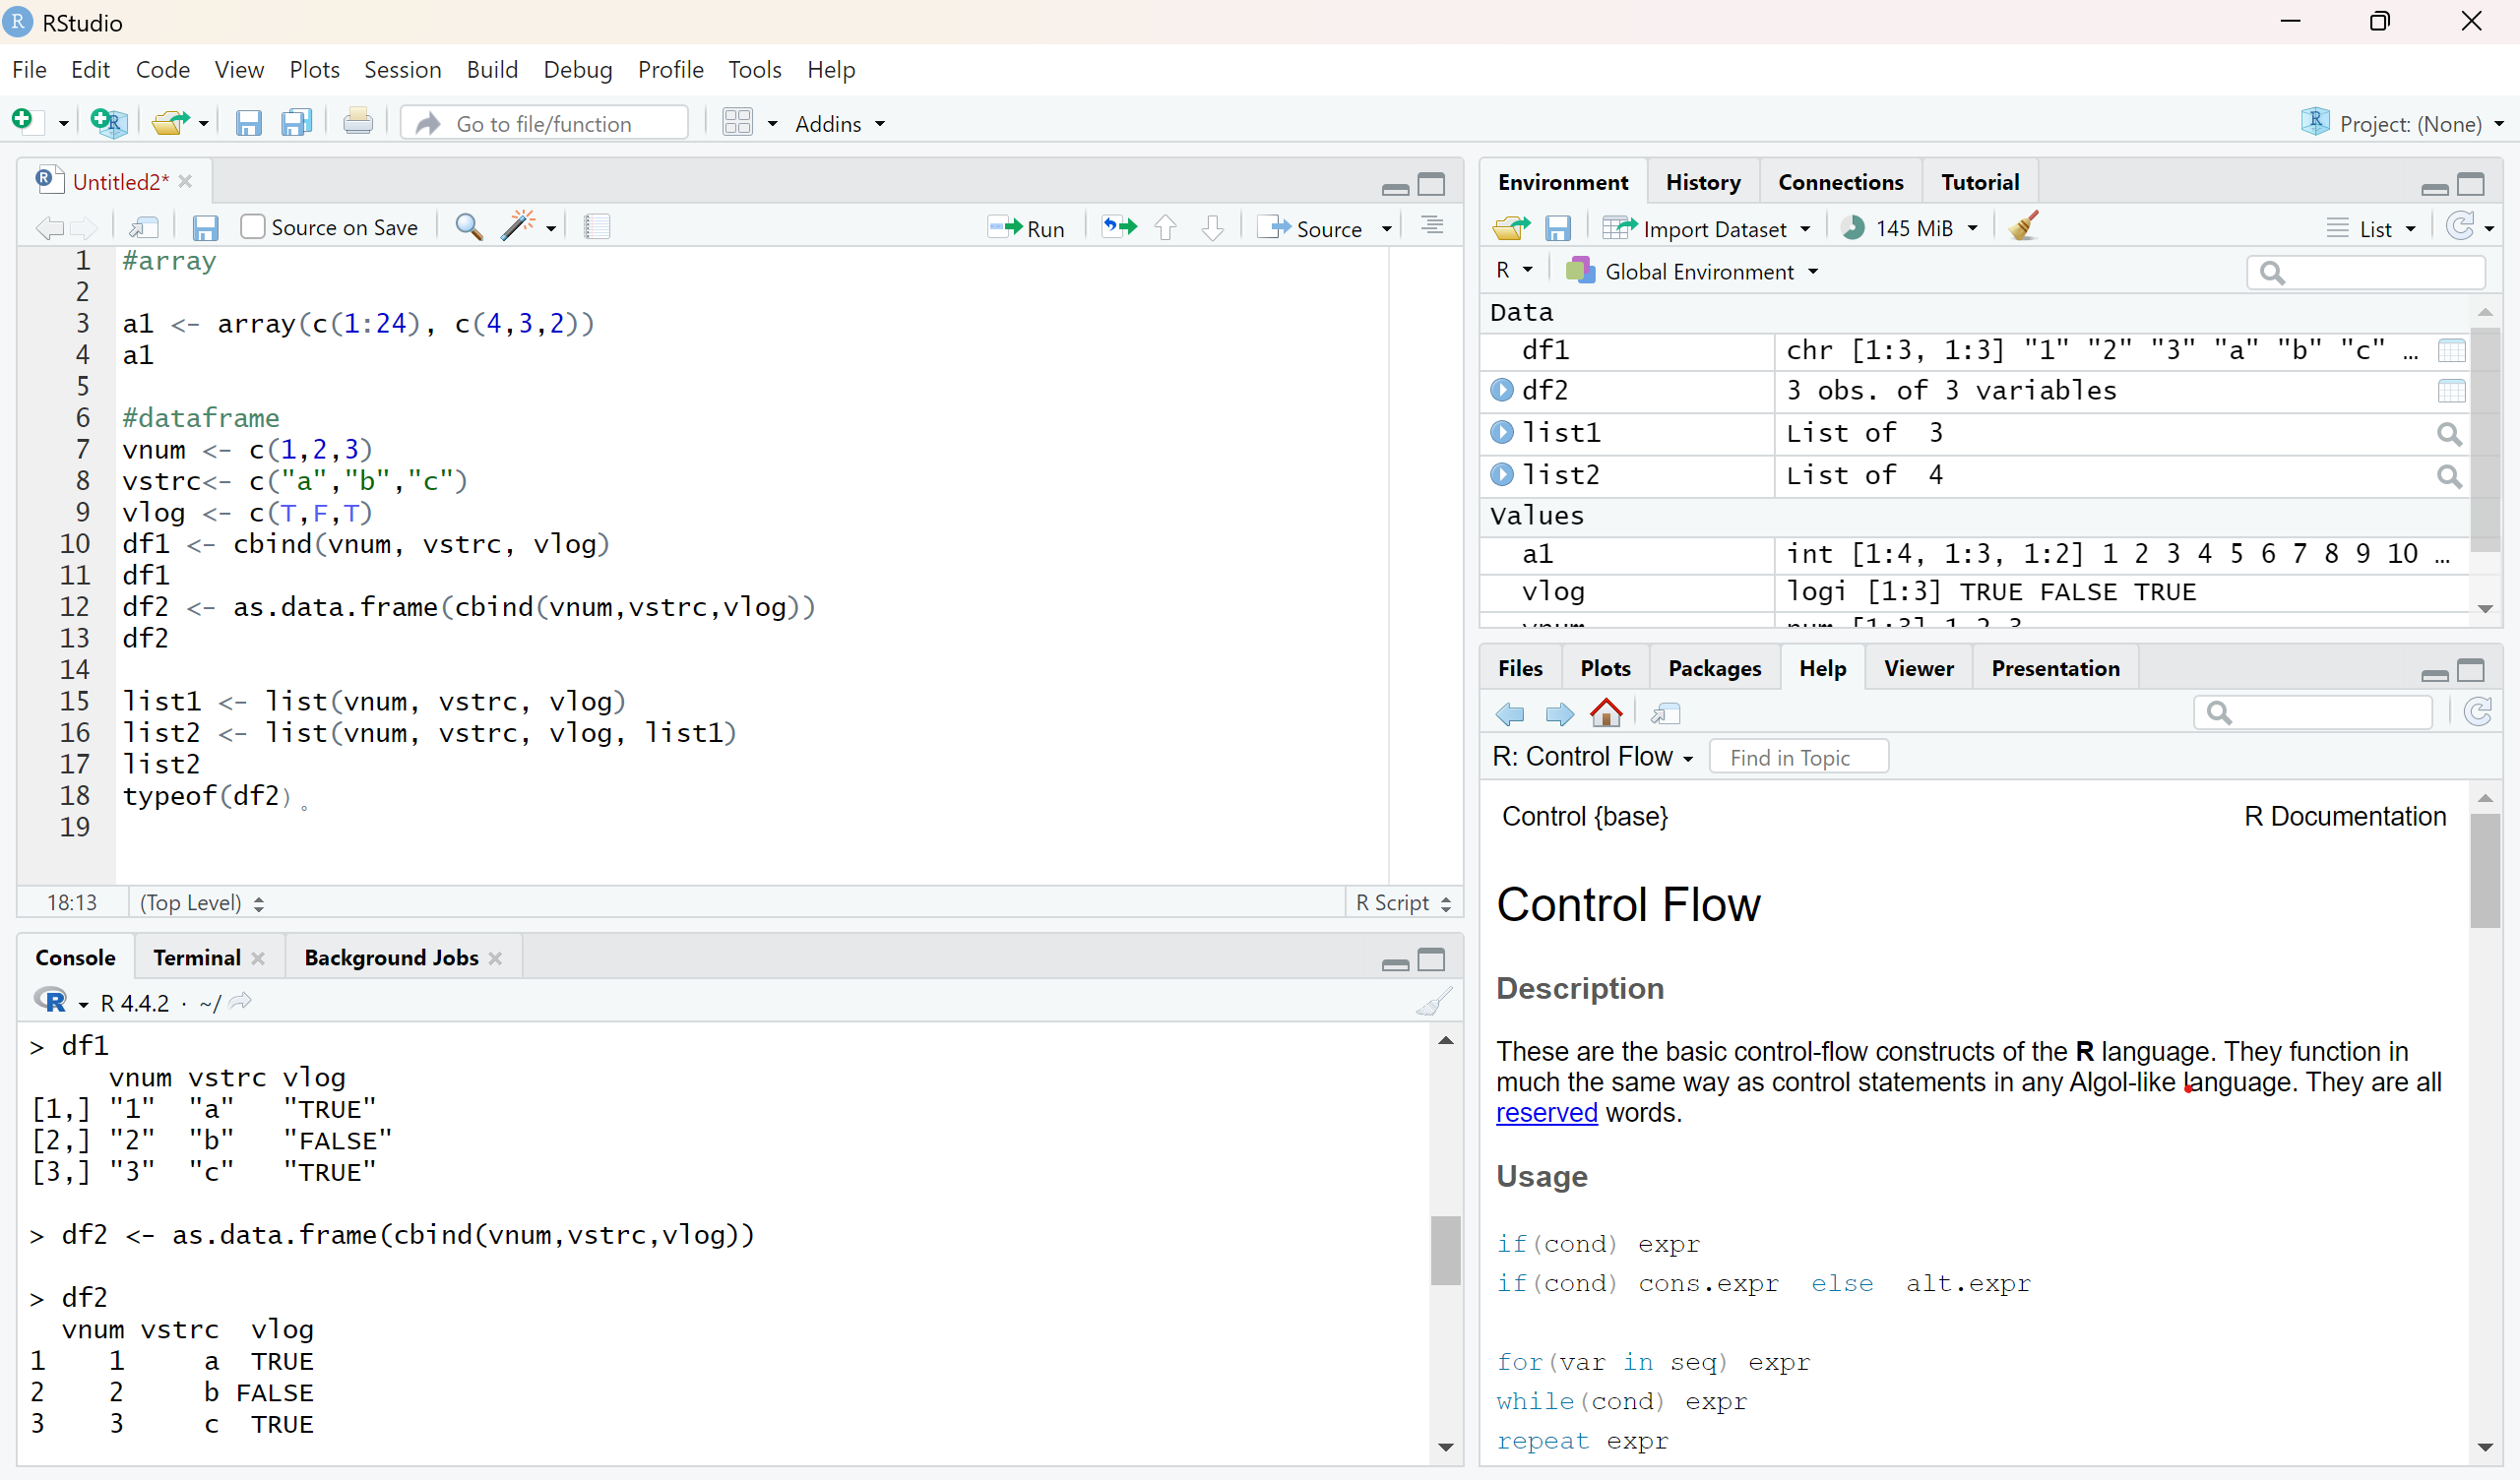 RStudio
File Edit Code View Plots Session Build Debug Profile Tools Help
Go to file/function Addins Project: (None)
Untitled2*
Source on Save Run Source
1 #array
2
3 a1 <- array(c(1:24), c(4,3,2))
4 a1
5
6 #dataframe
7 vnum <- c(1,2,3)
8 vstrc<- c("a","b","c")
9 vlog <- c(T,F,T)
10 df1 <- cbind(vnum, vstrc, vlog)
11 df1
12 df2 <- as.data.frame(cbind(vnum,vstrc,vlog))
13 df2
14
15 list1 <- list(vnum, vstrc, vlog)
16 list2 <- list(vnum, vstrc, vlog, list1)
17 list2
18 typeof(df2)。
19
18:13 (Top Level) R Script
Console Terminal Background Jobs
R 4.4.2 · ~/
> df1
vnum vstrc vlog
[1,] "1" "a" "TRUE"
[2,] "2" "b" "FALSE"
[3,] "3" "c" "TRUE"
> df2 <- as.data.frame(cbind(vnum,vstrc,vlog))
> df2
vnum vstrc vlog
1 1 a TRUE
2 2 b FALSE
3 3 c TRUE
Environment History Connections Tutorial
Import Dataset 145 MiB List
R Global Environment
Data
df1 chr [1:3, 1:3] "1" "2" "3" "a" "b" "c" ...
df2 3 obs. of 3 variables
list1 List of 3
list2 List of 4
Values
a1 int [1:4, 1:3, 1:2] 1 2 3 4 5 6 7 8 9 10 ...
vlog logi [1:3] TRUE FALSE TRUE
vnum num [1:3] 1 2 3
Files Plots Packages Help Viewer Presentation
R: Control Flow Find in Topic
Control {base} R Documentation
Control Flow
Description
These are the basic control-flow constructs of the R language. They function in
much the same way as control statements in any Algol-like language. They are all
reserved words.
Usage
if(cond) expr
if(cond) cons.expr else alt.expr
for(var in seq) expr
while(cond) expr
repeat expr